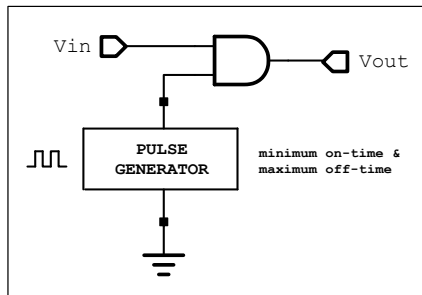 Vin
Vout
PULSE
GENERATOR
minimum on-time &
maximum off-time